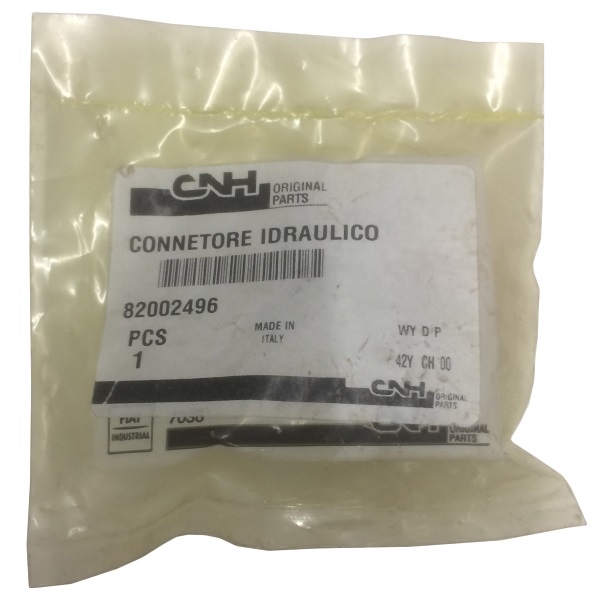 CNH ORIGINAL PARTS
CONNETORE IDRAULICO
82002496
PCS MADE IN ITALY WY D P
1 42Y CH 00
CNH ORIGINAL PARTS
FIAT INDUSTRIAL
CNH ORIGINAL PARTS